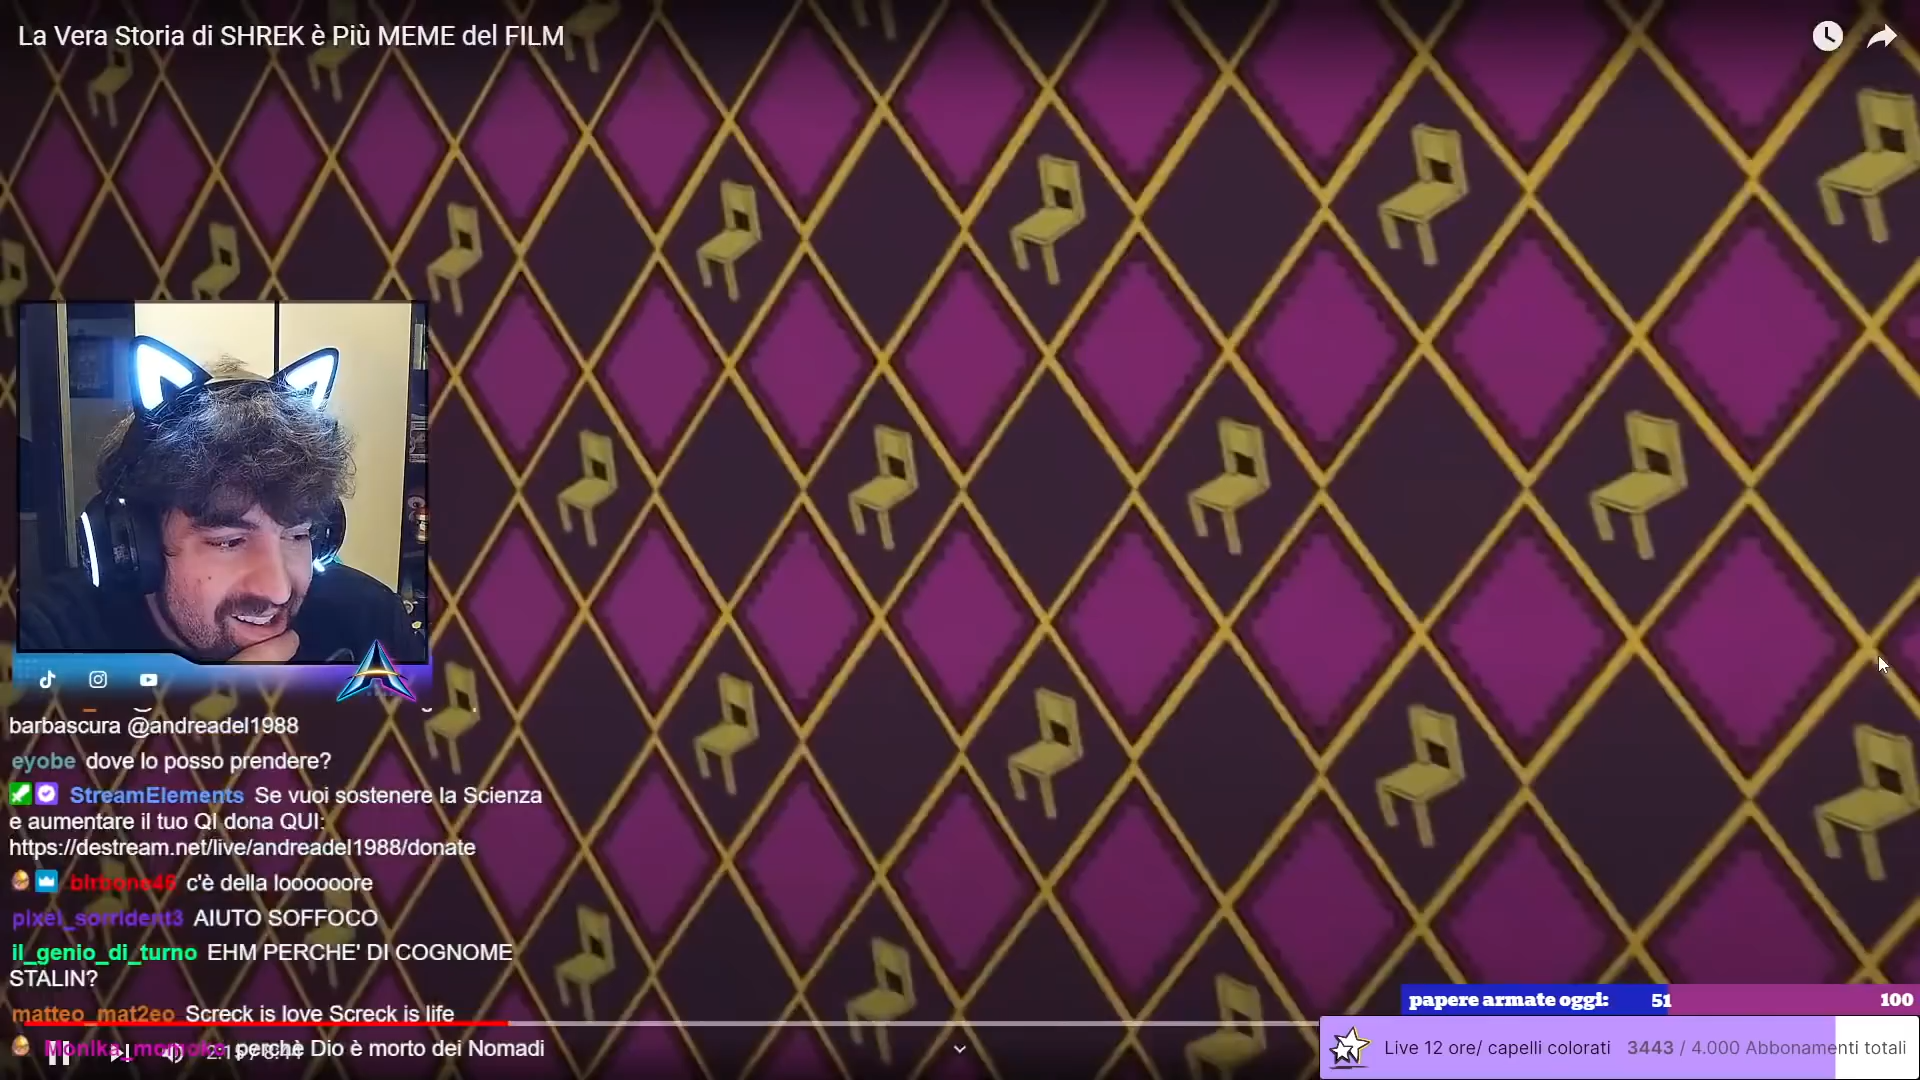 La Vera Storia di SHREK è Più MEME del FILM
barbascura @andreadel1988
eyobe dove lo posso prendere?
StreamElements Se vuoi sostenere la Scienza
e aumentare il tuo QI dona QUI:
https://destream.net/live/andreadel1988/donate
birbone46 c'è della loooooore
pixel_sorrident3 AIUTO SOFFOCO
il_genio_di_turno EHM PERCHE' DI COGNOME
STALIN?
matteo_mat2eo Screck is love Screck is life
perchè Dio è morto dei Nomadi
papere armate oggi: 51 100
Live 12 ore/ capelli colorati 3443 / 4.000 Abbonamenti totali